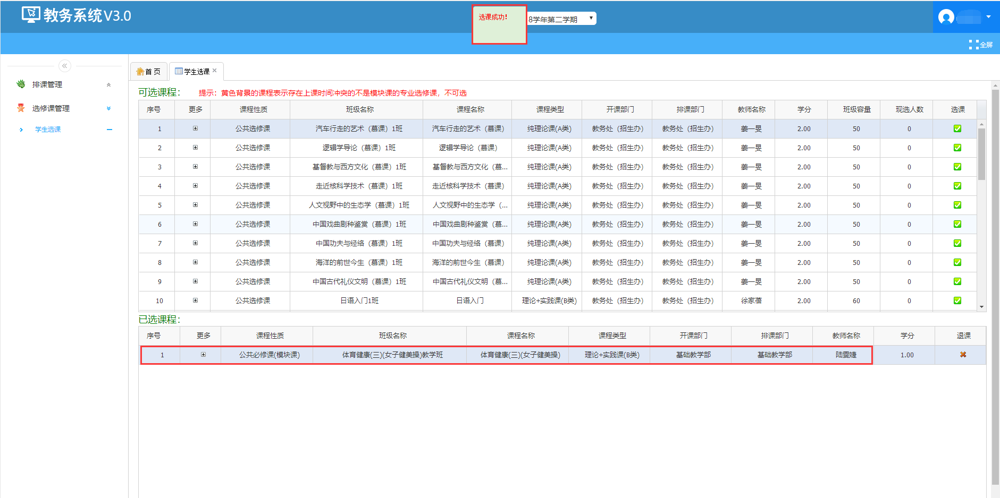 教务系统V3.0
选课成功!
8学年第二学期
全屏
首 页
学生选课
排课管理
选修课管理
学生选课
可选课程： 提示：黄色背景的课程表示存在上课时间冲突的不是模块课的专业选修课，不可选
序号 更多 课程性质 班级名称 课程名称 课程类型 开课部门 排课部门 教师名称 学分 班级容量 现选人数 选课
1 公共选修课 汽车行走的艺术（慕课）1班 汽车行走的艺术（慕课） 纯理论课(A类) 教务处（招生办） 教务处（招生办） 姜一旻 2.00 50 0
2 公共选修课 逻辑学导论（慕课）1班 逻辑学导论（慕课） 纯理论课(A类) 教务处（招生办） 教务处（招生办） 姜一旻 2.00 50 0
3 公共选修课 基督教与西方文化（慕课）1班 基督教与西方文化（慕... 纯理论课(A类) 教务处（招生办） 教务处（招生办） 姜一旻 2.00 50 0
4 公共选修课 走近核科学技术（慕课）1班 走近核科学技术（慕课） 纯理论课(A类) 教务处（招生办） 教务处（招生办） 姜一旻 2.00 50 0
5 公共选修课 人文视野中的生态学（慕课）1班 人文视野中的生态学（... 纯理论课(A类) 教务处（招生办） 教务处（招生办） 姜一旻 2.00 50 0
6 公共选修课 中国戏曲剧种鉴赏（慕课）1班 中国戏曲剧种鉴赏（慕... 纯理论课(A类) 教务处（招生办） 教务处（招生办） 姜一旻 2.00 50 0
7 公共选修课 中国功夫与经络（慕课）1班 中国功夫与经络（慕课） 纯理论课(A类) 教务处（招生办） 教务处（招生办） 姜一旻 2.00 50 0
8 公共选修课 海洋的前世今生（慕课）1班 海洋的前世今生（慕课） 纯理论课(A类) 教务处（招生办） 教务处（招生办） 姜一旻 2.00 50 0
9 公共选修课 中国古代礼仪文明（慕课）1班 中国古代礼仪文明（慕... 纯理论课(A类) 教务处（招生办） 教务处（招生办） 姜一旻 2.00 50 0
10 公共选修课 日语入门1班 日语入门 理论+实践课(B类) 教务处（招生办） 教务处（招生办） 徐家蓓 2.00 60 0
已选课程：
序号 更多 课程性质 班级名称 课程名称 课程类型 开课部门 排课部门 教师名称 学分 退课
1 公共必修课(模块课) 体育健康(三)(女子健美操)教学班 体育健康(三)(女子健美操) 理论+实践课(B类) 基础教学部 基础教学部 陆雯婕 1.00